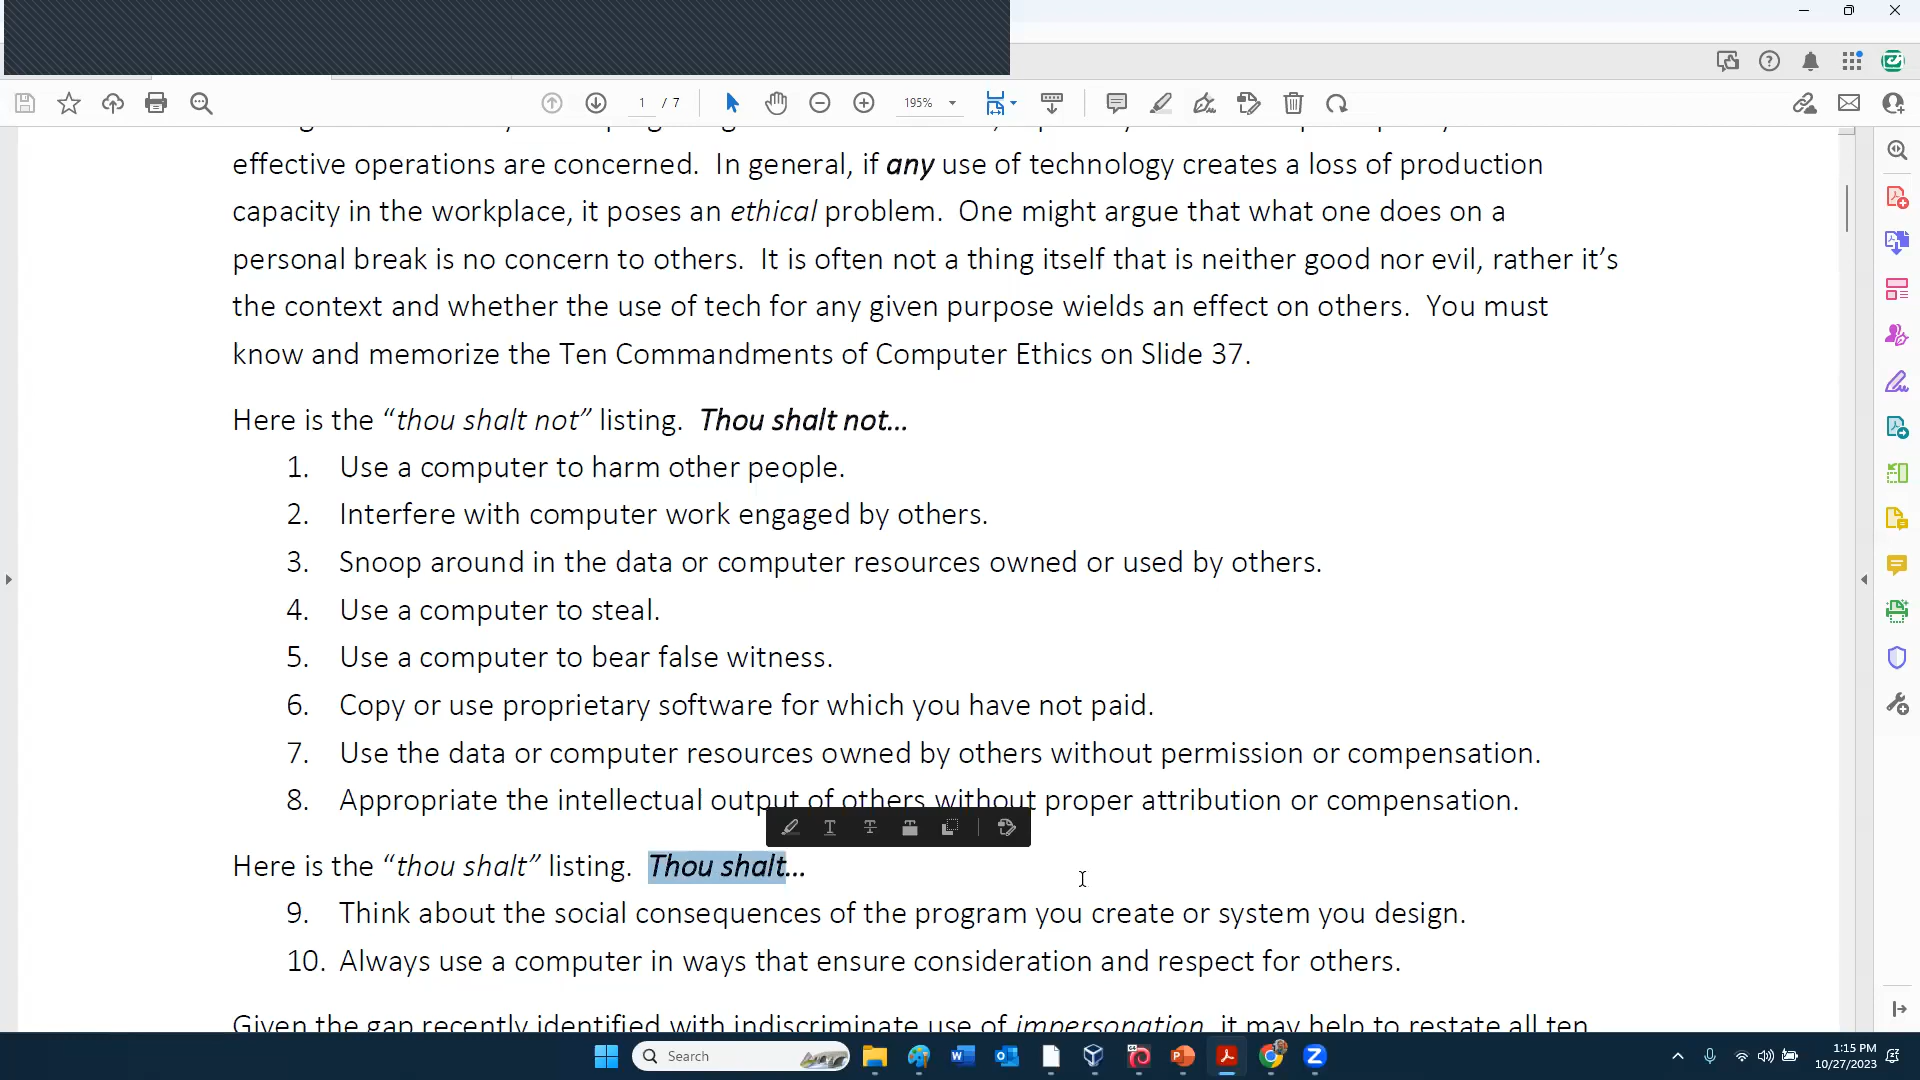 1 / 7
195%
effective operations are concerned.  In general, if any use of technology creates a loss of production
capacity in the workplace, it poses an ethical problem.  One might argue that what one does on a
personal break is no concern to others.  It is often not a thing itself that is neither good nor evil, rather it’s
the context and whether the use of tech for any given purpose wields an effect on others.  You must
know and memorize the Ten Commandments of Computer Ethics on Slide 37.
Here is the “thou shalt not” listing.  Thou shalt not…
1. Use a computer to harm other people.
2. Interfere with computer work engaged by others.
3. Snoop around in the data or computer resources owned or used by others.
4. Use a computer to steal.
5. Use a computer to bear false witness.
6. Copy or use proprietary software for which you have not paid.
7. Use the data or computer resources owned by others without permission or compensation.
8. Appropriate the intellectual output of others without proper attribution or compensation.
Here is the “thou shalt” listing.  Thou shalt…
9. Think about the social consequences of the program you create or system you design.
10. Always use a computer in ways that ensure consideration and respect for others.
Given the gap recently identified with indiscriminate use of impersonation, it may help to restate all ten
Search
1:15 PM
10/27/2023